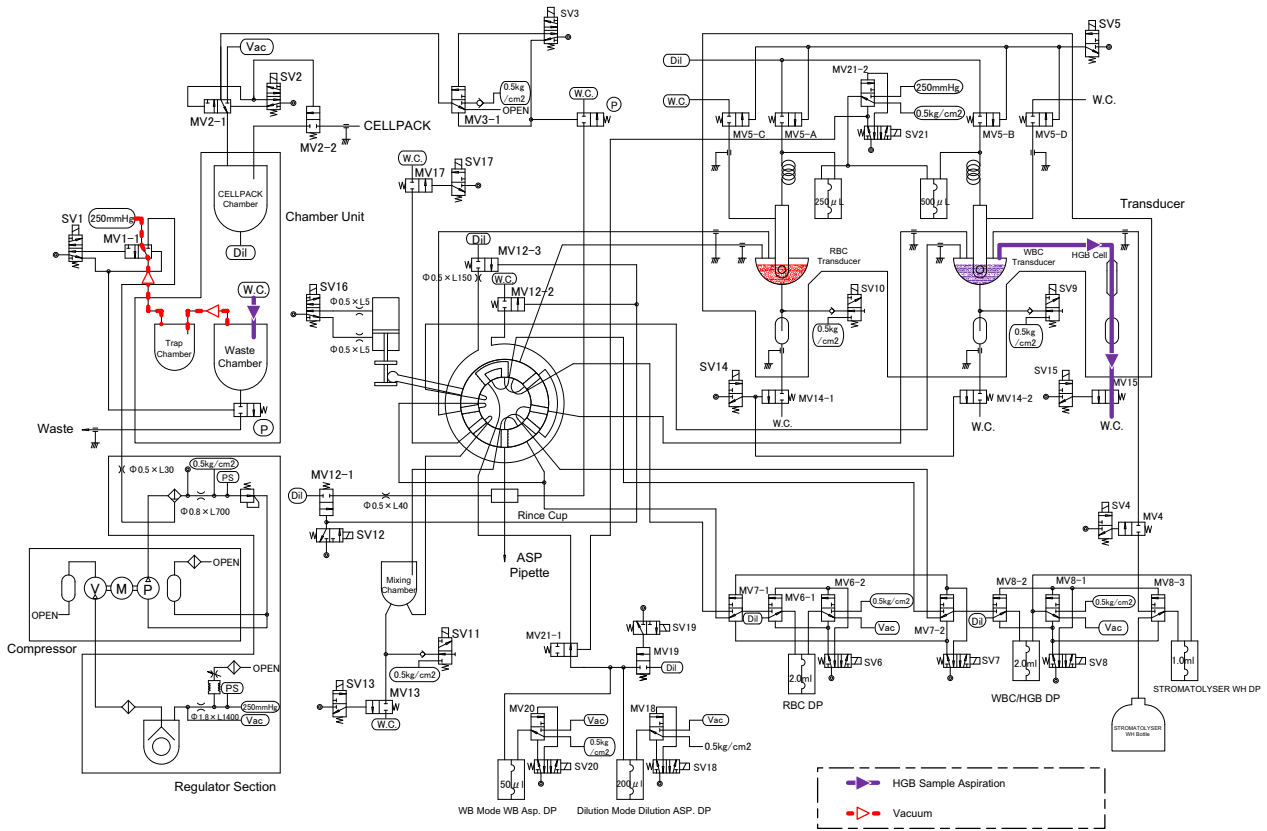 SV3
Vac
SV2
MV2-1
MV2-2
CELLPACK
0.5kg
/cm2
OPEN
MV3-1
W.C.
P
SV5
Dil
MV21-2
250mmHg
0.5kg/cm2
W.C.
W.C.
MV5-C
MV5-A
SV21
MV5-B
MV5-D
CELLPACK
Chamber
Dil
Chamber Unit
W.C.
SV17
MV17
250μL
500μL
Transducer
SV1
250mmHg
MV1-1
W.C.
Trap
Chamber
Waste
Chamber
P
Waste
Dil
MV12-3
Φ0.5×L150
W.C.
MV12-2
SV16
Φ0.5×L5
Φ0.5×L5
RBC
Transducer
WBC
Transducer
HGB Cell
SV10
0.5kg
/cm2
SV9
0.5kg
/cm2
SV14
MV14-1
W.C.
MV14-2
W.C.
SV15
MV15
W.C.
Φ0.5×L30
0.5kg/cm2
PS
Φ0.8×L700
MV12-1
Dil
Φ0.5×L40
SV12
Rince Cup
ASP
Pipette
SV4
MV4
OPEN
V
M
P
OPEN
Compressor
Mixing
Chamber
SV11
0.5kg/cm2
SV13
MV13
W.C.
MV21-1
SV19
MV19
Dil
MV7-1
MV6-2
MV6-1
Dil
0.5kg/cm2
Vac
MV7-2
SV6
SV7
2.0ml
RBC DP
MV8-2
MV8-1
MV8-3
Dil
0.5kg/cm2
Vac
SV8
2.0ml
1.0ml
WBC/HGB DP
STROMATOLYSER WH DP
STROMATOLYSER
WH Bottle
OPEN
PS
250mmHg
Φ1.8×L1400
Vac
Regulator Section
MV20
Vac
0.5kg
/cm2
SV20
50μl
WB Mode WB Asp. DP
MV18
Vac
0.5kg/cm2
SV18
200μl
Dilution Mode Dilution ASP. DP
HGB Sample Aspiration
Vacuum